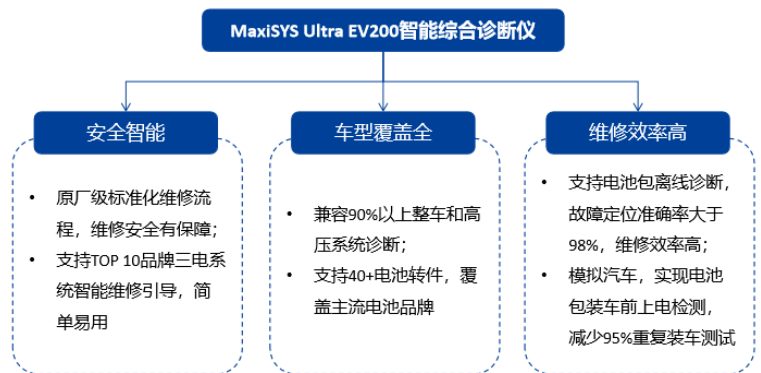 MaxiSYS Ultra EV200智能综合诊断仪
安全智能
• 原厂级标准化维修流
程，维修安全有保障；
• 支持TOP 10品牌三电系
统智能维修引导，简
单易用
车型覆盖全
• 兼容90%以上整车和高
压系统诊断；
• 支持40+电池转件，覆
盖主流电池品牌
维修效率高
• 支持电池包离线诊断，
故障定位准确率大于
98%，维修效率高；
• 模拟汽车，实现电池
包装车前上电检测，
减少95%重复装车测试